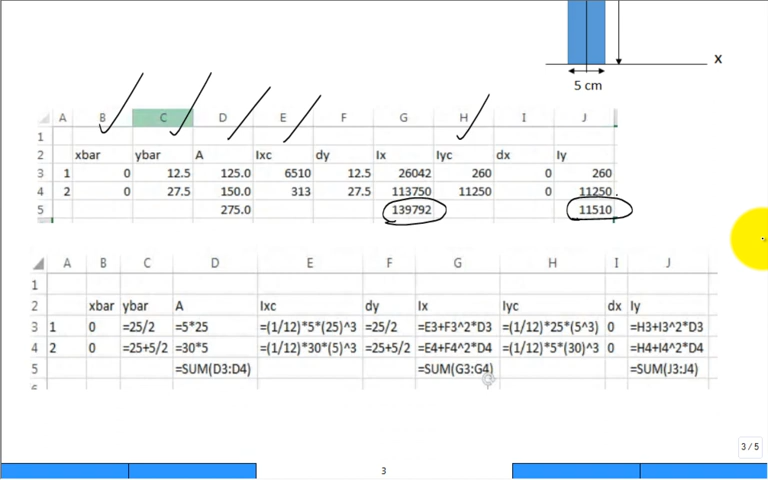 x
5 cm
A B C D E F G H I J
1
2 xbar ybar A Ixc dy Ix Iyc dx Iy
3 1 0 12.5 125.0 6510 12.5 26042 260 0 260
4 2 0 27.5 150.0 313 27.5 113750 11250 0 11250
5 275.0 139792 11510
A B C D E F G H I J
1
2 xbar ybar A Ixc dy Ix Iyc dx Iy
3 1 0 =25/2 =5*25 =(1/12)*5*(25)^3 =25/2 =E3+F3^2*D3 =(1/12)*25*(5^3) 0 =H3+I3^2*D3
4 2 0 =25+5/2 =30*5 =(1/12)*30*(5)^3 =25+5/2 =E4+F4^2*D4 =(1/12)*5*(30)^3 0 =H4+I4^2*D4
5 =SUM(D3:D4) =SUM(G3:G4) =SUM(J3:J4)
3 / 5
3